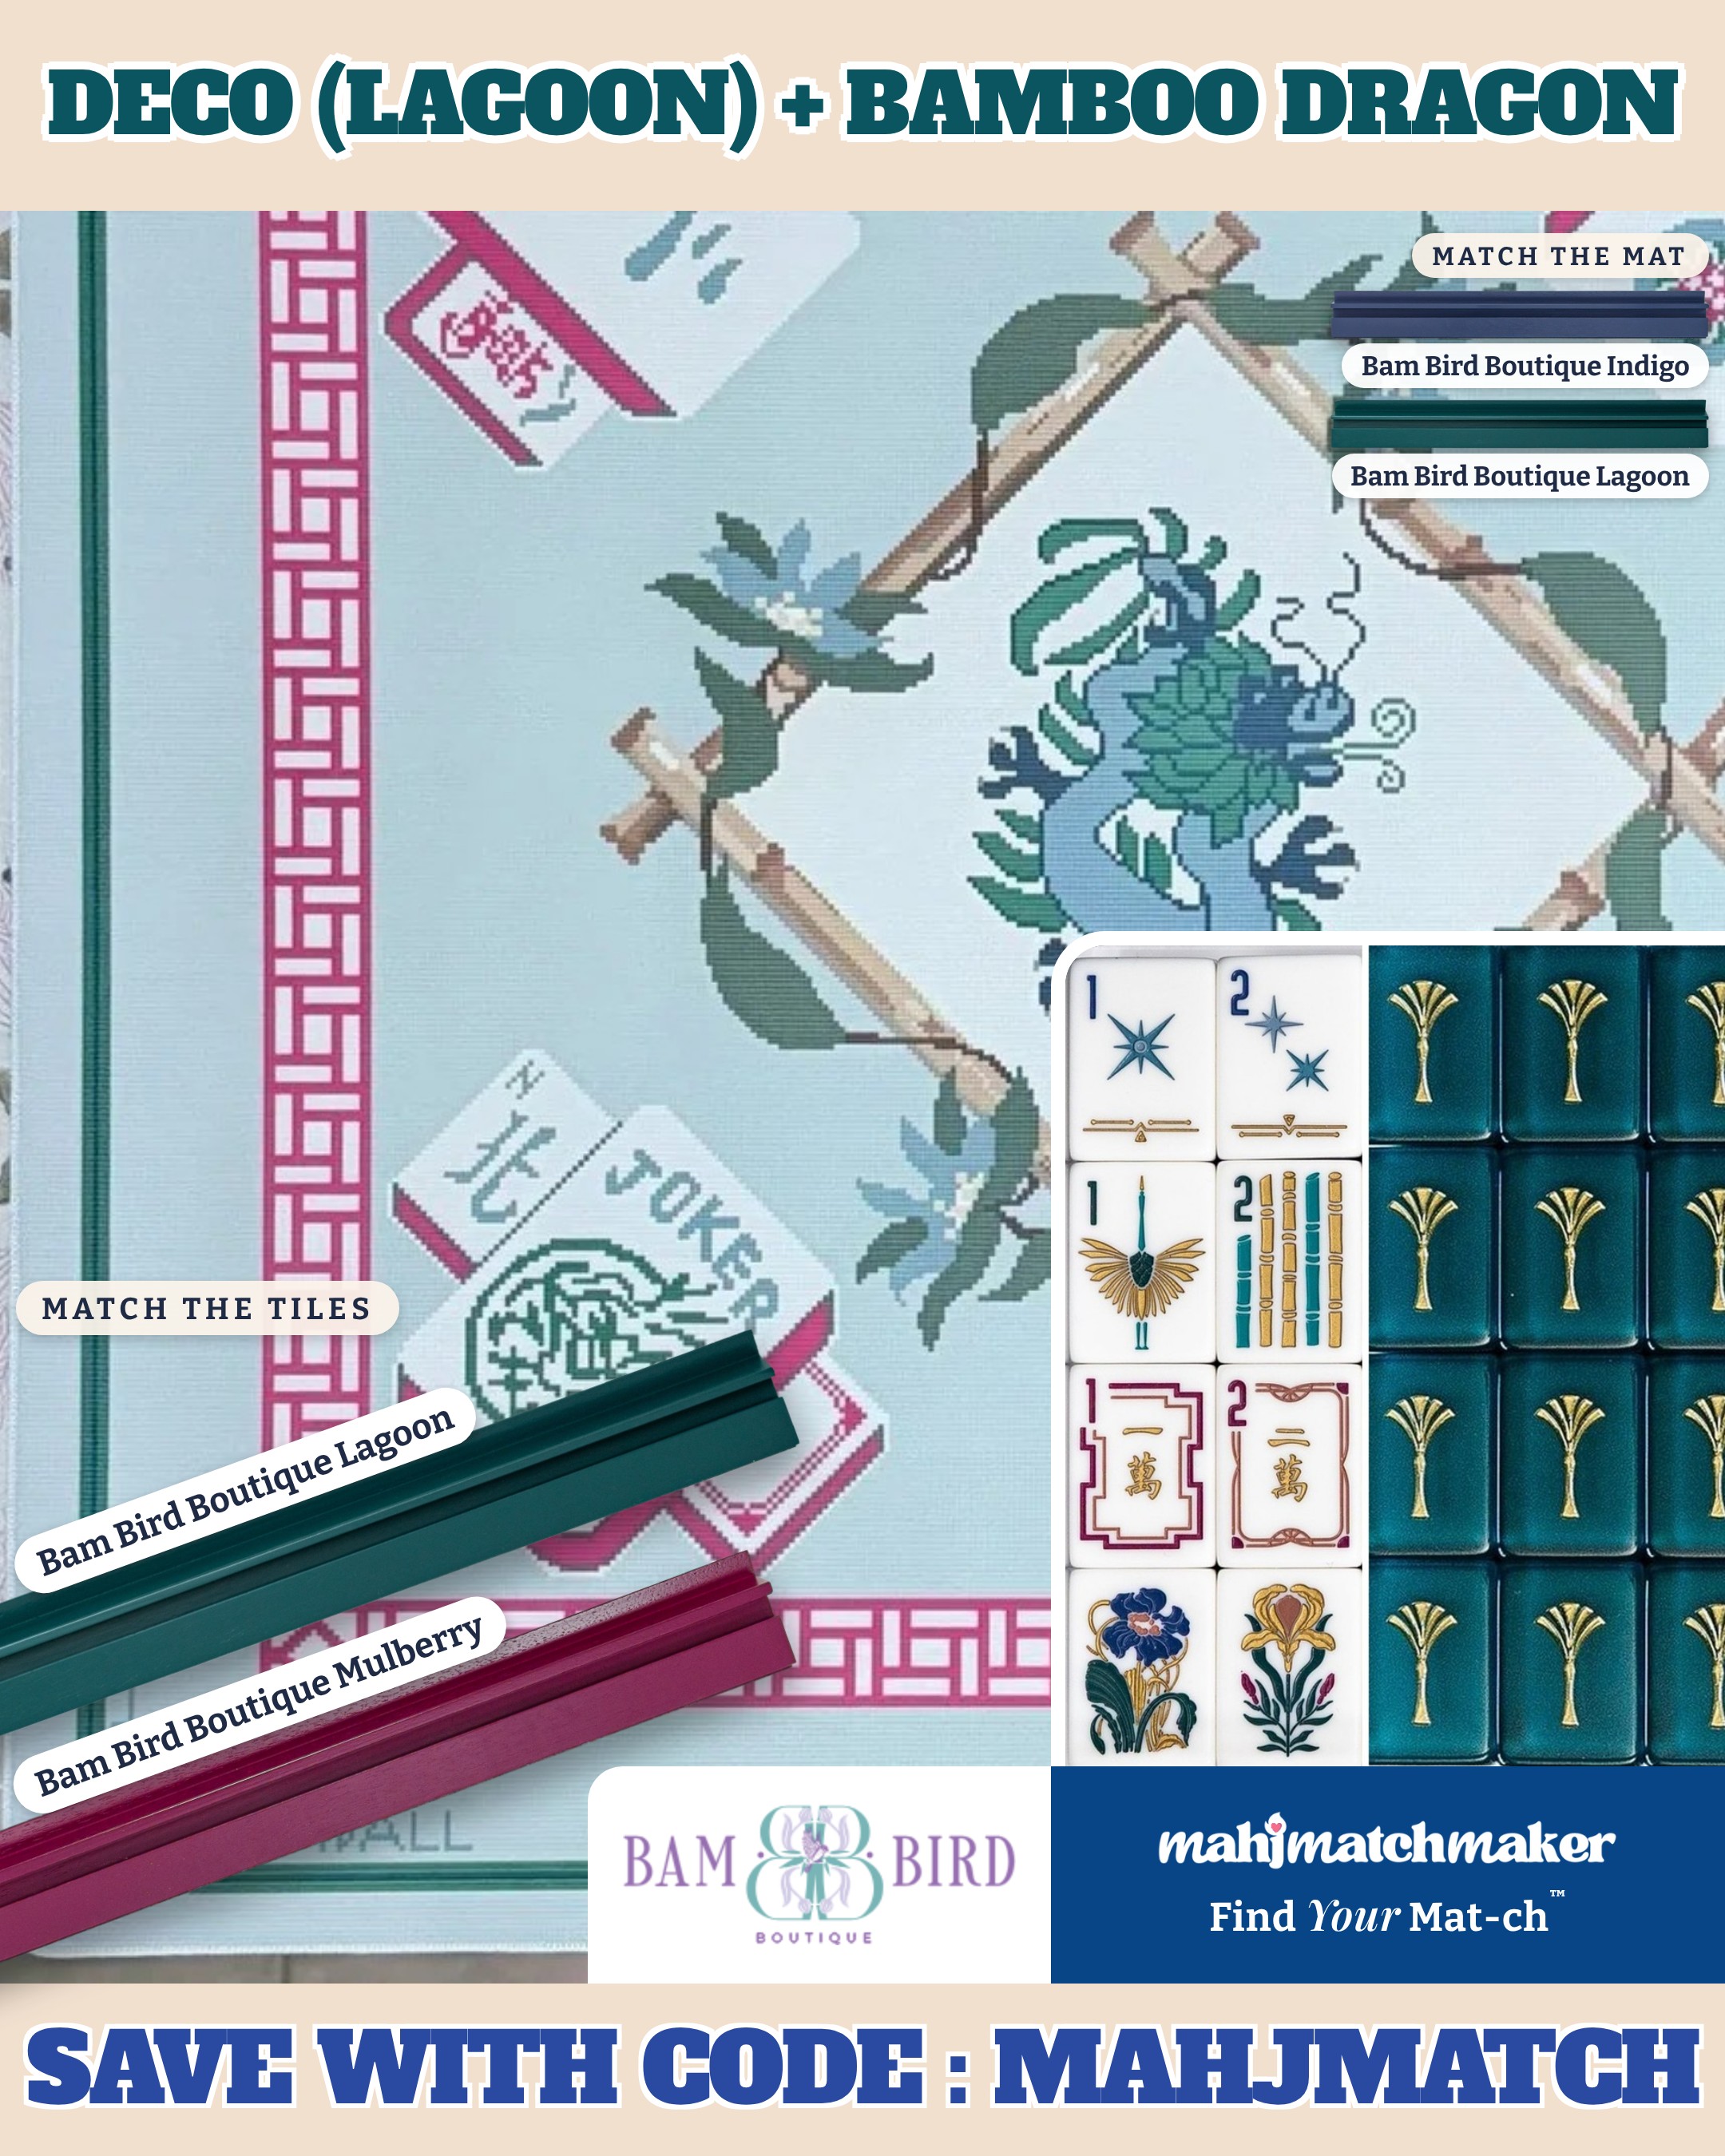 DECO (LAGOON) + BAMBOO DRAGON
MATCH THE MAT
Bam Bird Boutique Indigo
Bam Bird Boutique Lagoon
N
北
JOKER
1
2
1
2
1
一
萬
2
二
萬
MATCH THE TILES
Bam Bird Boutique Lagoon
Bam Bird Boutique Mulberry
BAM BIRD
BOUTIQUE
mahjmatchmaker
Find Your Mat-ch™
SAVE WITH CODE : MAHJMATCH